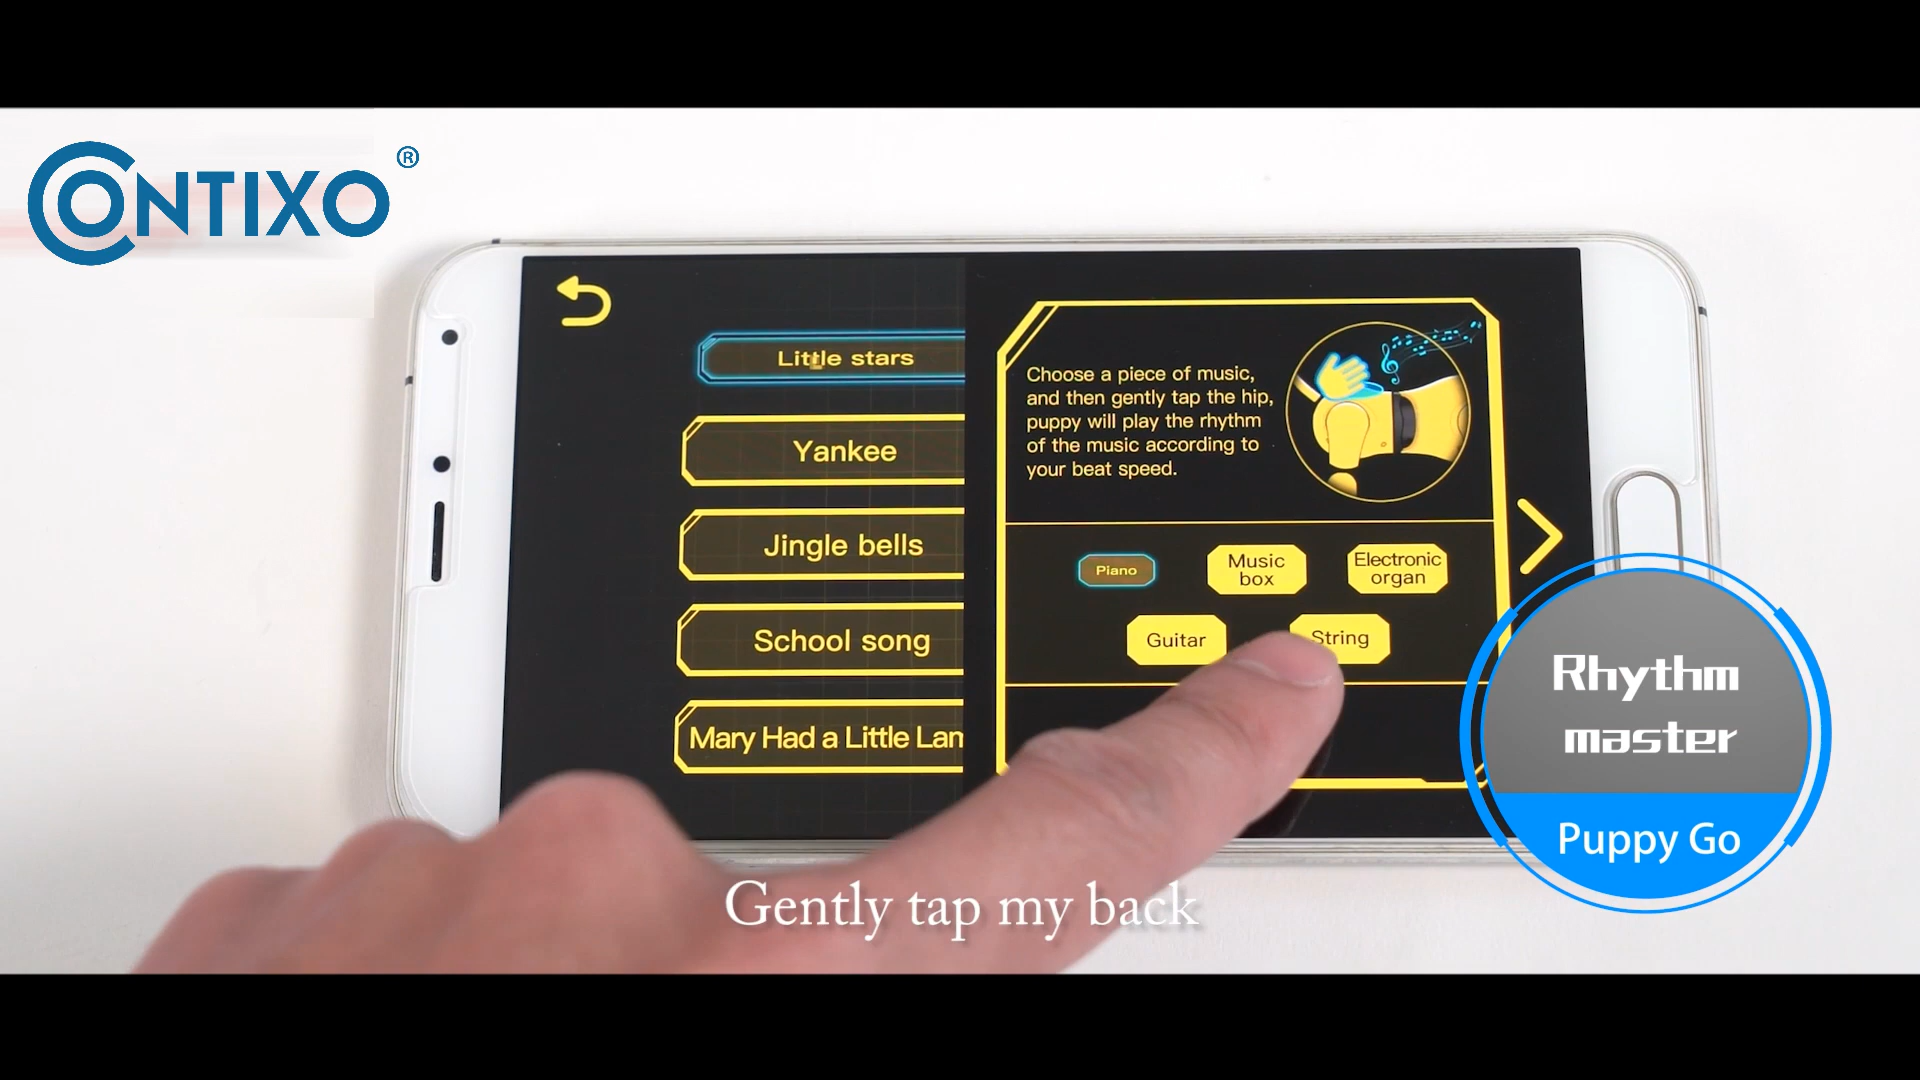 CONTIXO ®
Little stars
Yankee
Jingle bells
School song
Mary Had a Little Lam
Choose a piece of music,
and then gently tap the hip,
puppy will play the rhythm
of the music according to
your beat speed.
Piano
Music
box
Electronic
organ
Guitar
String
Rhythm
master
Puppy Go
Gently tap my back